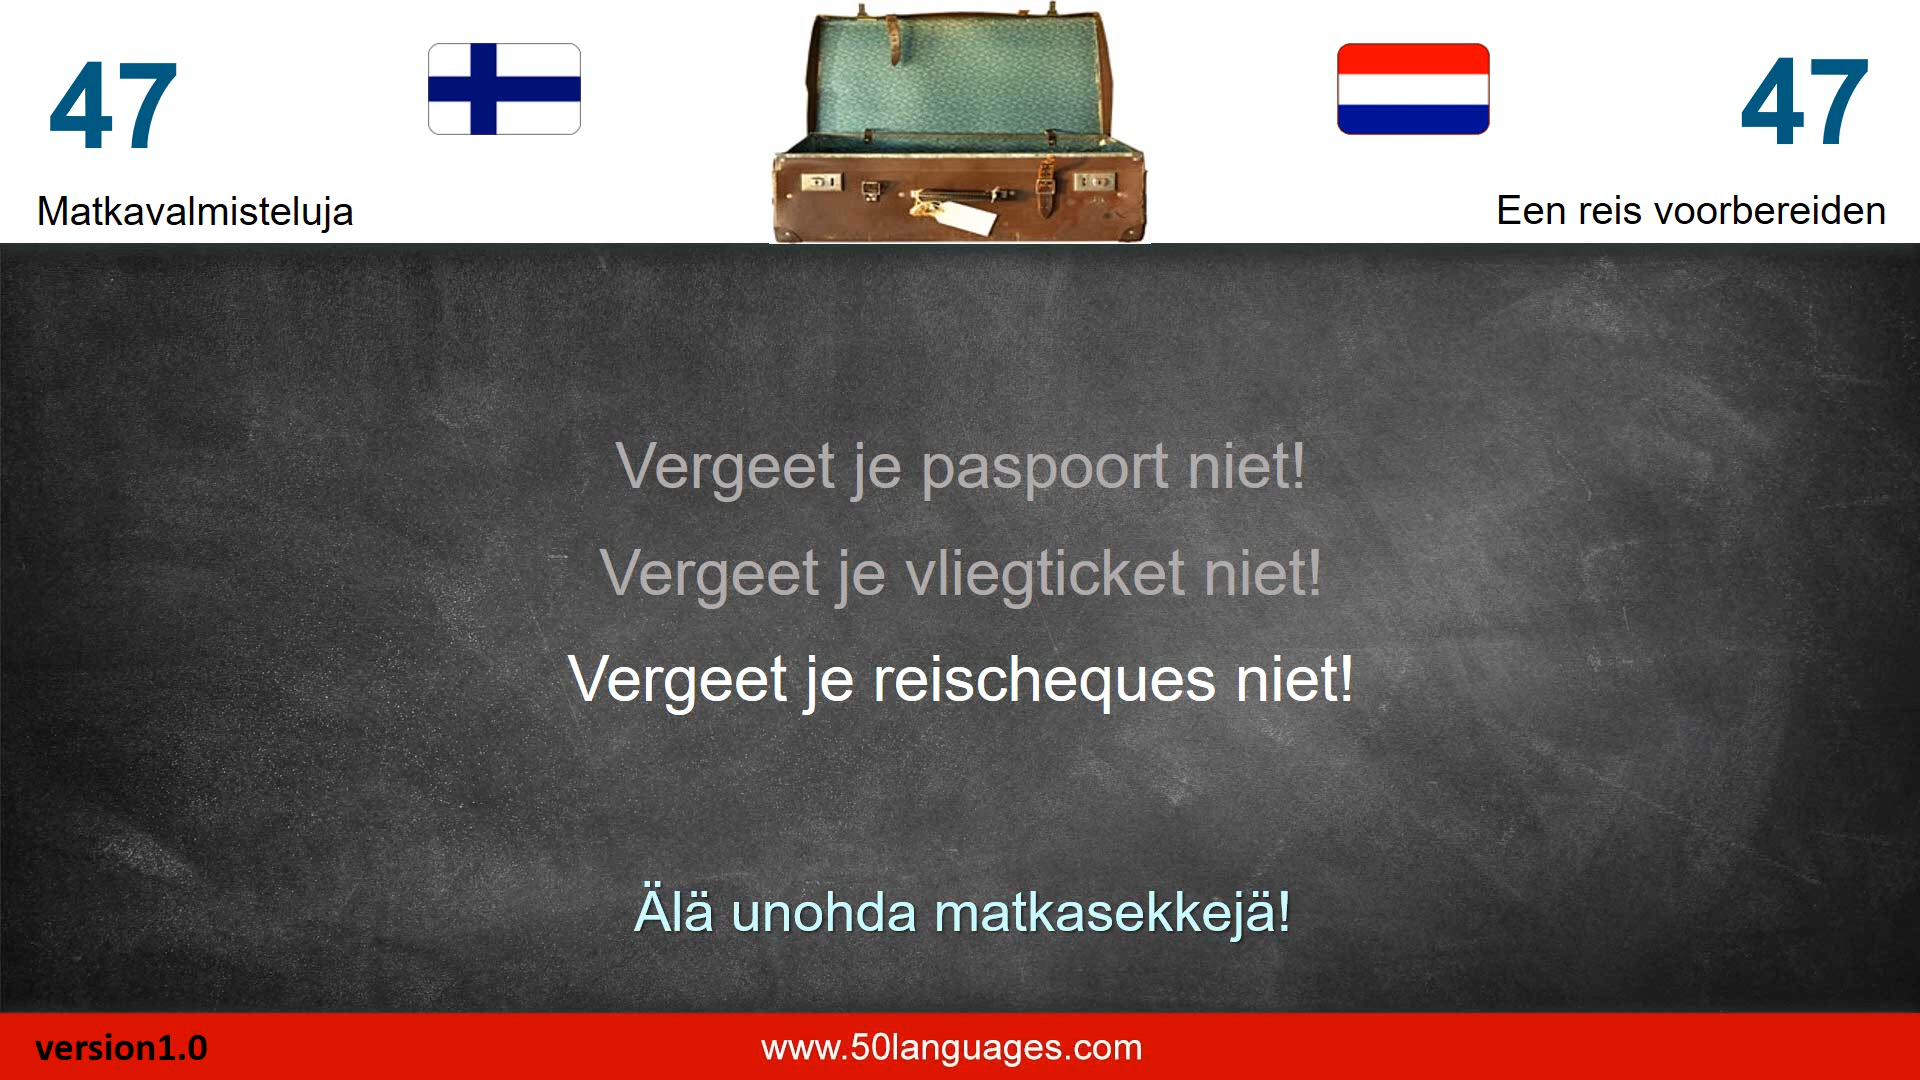 47
47
Matkavalmisteluja
Een reis voorbereiden
Vergeet je paspoort niet!
Vergeet je vliegticket niet!
Vergeet je reischeques niet!
Älä unohda matkasekkejä!
version1.0
www.50languages.com